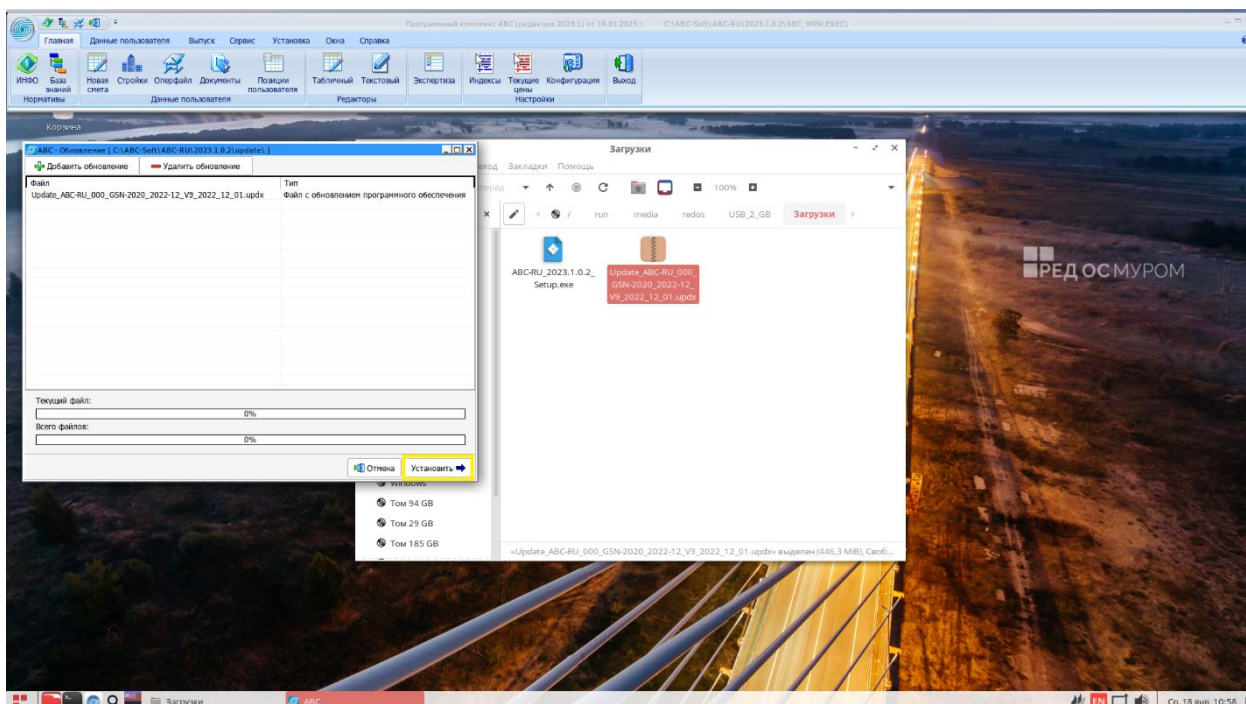 Программный комплекс АВС (редакция 2023.1) от 16.01.2023 г. C:\ABC-Soft\ABC-RU\2023.1.0.2\ABC_WIN\EXEC\
Главная Данные пользователя Выпуск Сервис Установка Окна Справка
ИНФО База знаний Новая смета Стройки Оперфайл Документы Позиции пользователя Табличный Текстовый Экспертиза Индексы Текущие цены Конфигурация Выход
Нормативы Данные пользователя Редакторы Настройки
Корзина
АВС - Обновление [ C:\ABC-Soft\ABC-RU\2023.1.0.2\update\ ]
Добавить обновление Удалить обновление
Файл Тип
Update_ABC-RU_000_GSN-2020_2022-12_V9_2022_12_01.updx Файл с обновлением программного обеспечения
Текущий файл:
0%
Всего файлов:
0%
Отмена Установить
Загрузки
Закладки Помощь
100%
/ run media redos USB_2_GB Загрузки
ABC-RU_2023.1.0.2_
Setup.exe
Update_ABC-RU_000_
GSN-2020_2022-12_
V9_2022_12_01.updx
Windows
Том 94 GB
Том 29 GB
Том 185 GB
«Update_ABC-RU_000_GSN-2020_2022-12_V9_2022_12_01.updx» выделен (446,3 MiB), Своб...
РЕД ОС МУРОМ
Загрузки ABC EN Ср, 18 янв, 10:58